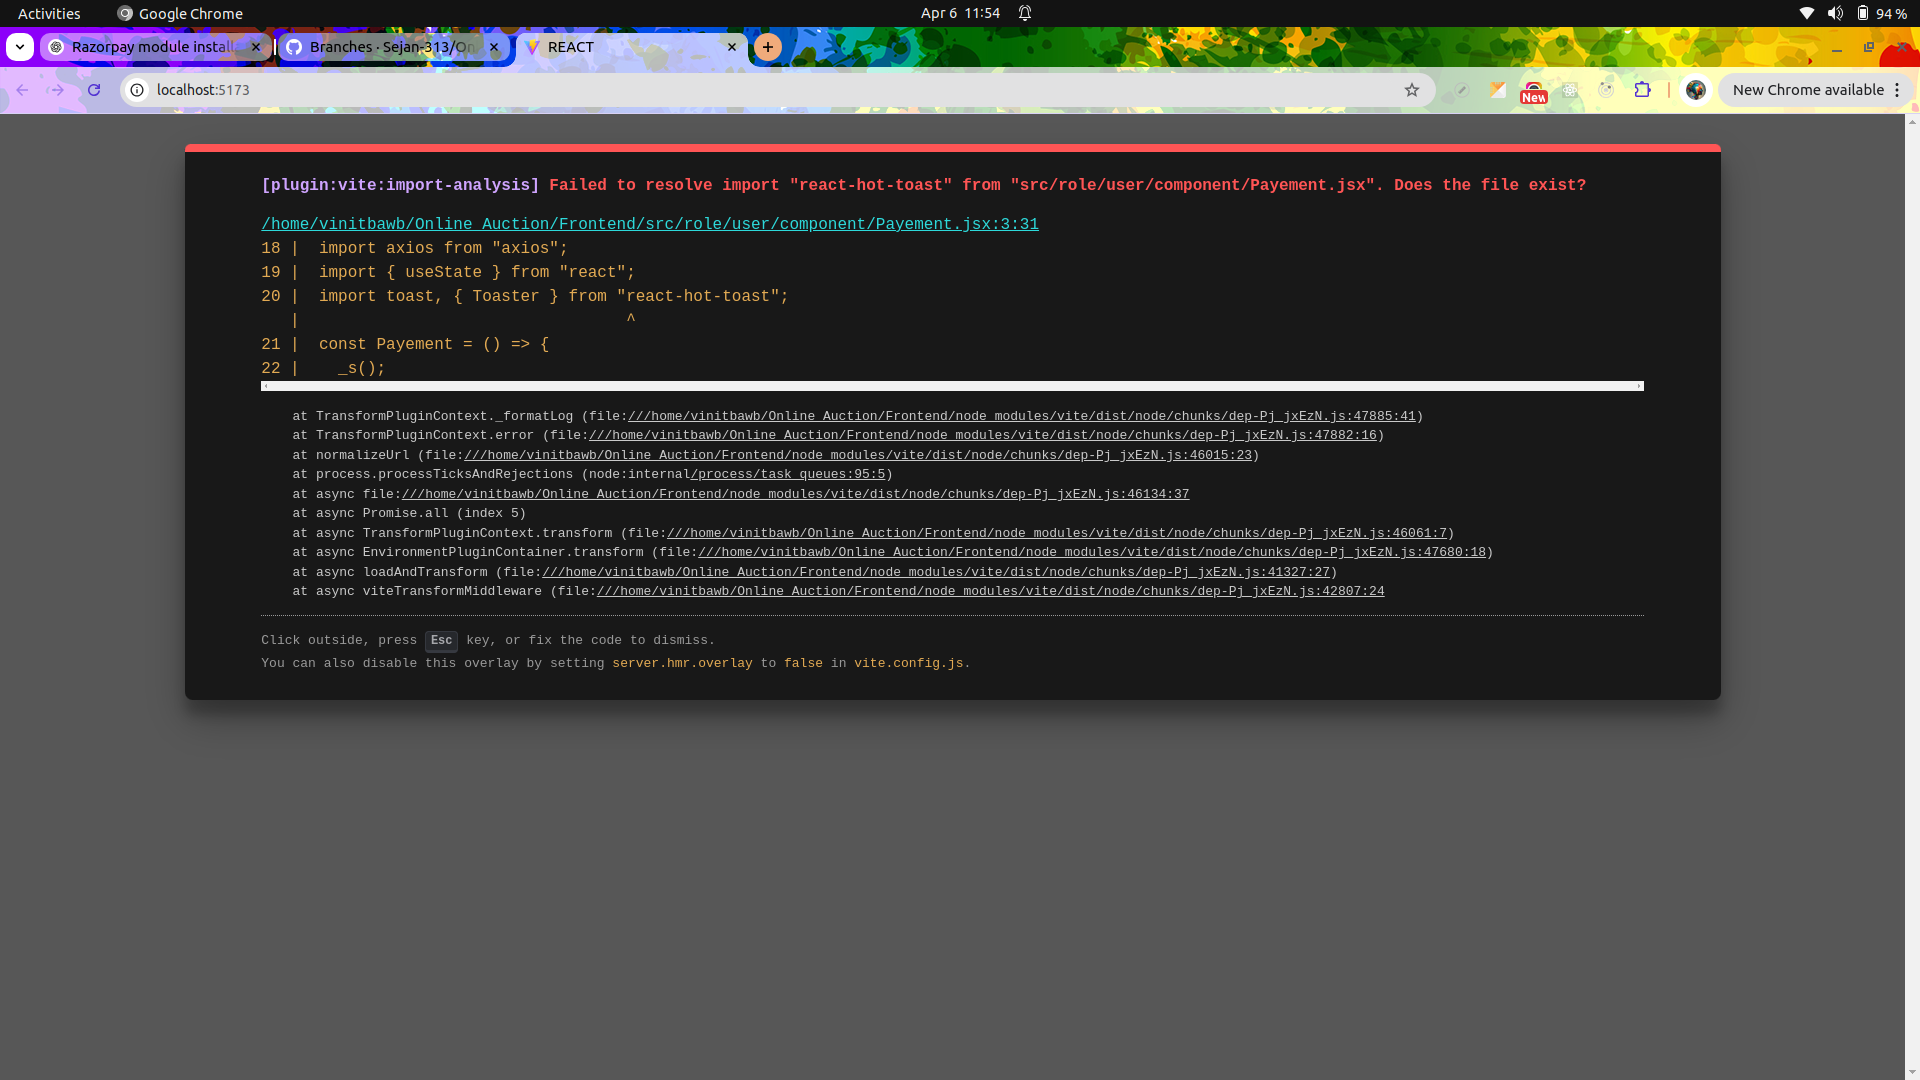 Activities Google Chrome Apr 6 11:54 94 %
Razorpay module install Branches · Sejan-313/On REACT
localhost:5173 New New Chrome available
[plugin:vite:import-analysis] Failed to resolve import "react-hot-toast" from "src/role/user/component/Payement.jsx". Does the file exist?
/home/vinitbawb/Online_Auction/Frontend/src/role/user/component/Payement.jsx:3:31
18 | import axios from "axios";
19 | import { useState } from "react";
20 | import toast, { Toaster } from "react-hot-toast";
| ^
21 | const Payement = () => {
22 | _s();
at TransformPluginContext._formatLog (file:///home/vinitbawb/Online_Auction/Frontend/node_modules/vite/dist/node/chunks/dep-Pj_jxEzN.js:47885:41)
at TransformPluginContext.error (file:///home/vinitbawb/Online_Auction/Frontend/node_modules/vite/dist/node/chunks/dep-Pj_jxEzN.js:47882:16)
at normalizeUrl (file:///home/vinitbawb/Online_Auction/Frontend/node_modules/vite/dist/node/chunks/dep-Pj_jxEzN.js:46015:23)
at process.processTicksAndRejections (node:internal/process/task_queues:95:5)
at async file:///home/vinitbawb/Online_Auction/Frontend/node_modules/vite/dist/node/chunks/dep-Pj_jxEzN.js:46134:37
at async Promise.all (index 5)
at async TransformPluginContext.transform (file:///home/vinitbawb/Online_Auction/Frontend/node_modules/vite/dist/node/chunks/dep-Pj_jxEzN.js:46061:7)
at async EnvironmentPluginContainer.transform (file:///home/vinitbawb/Online_Auction/Frontend/node_modules/vite/dist/node/chunks/dep-Pj_jxEzN.js:47680:18)
at async loadAndTransform (file:///home/vinitbawb/Online_Auction/Frontend/node_modules/vite/dist/node/chunks/dep-Pj_jxEzN.js:41327:27)
at async viteTransformMiddleware (file:///home/vinitbawb/Online_Auction/Frontend/node_modules/vite/dist/node/chunks/dep-Pj_jxEzN.js:42807:24
Click outside, press Esc key, or fix the code to dismiss.
You can also disable this overlay by setting server.hmr.overlay to false in vite.config.js.